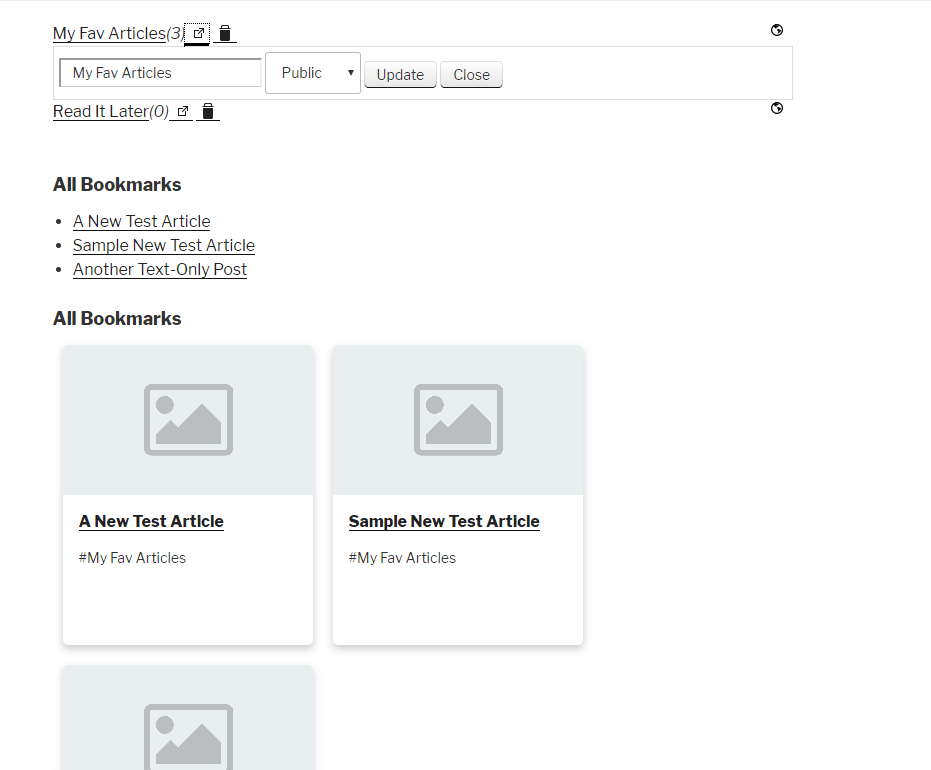 My Fav Articles(3)
My Fav Articles Public Update Close
Read It Later(0)
All Bookmarks
A New Test Article
Sample New Test Article
Another Text-Only Post
All Bookmarks
A New Test Article
#My Fav Articles
Sample New Test Article
#My Fav Articles